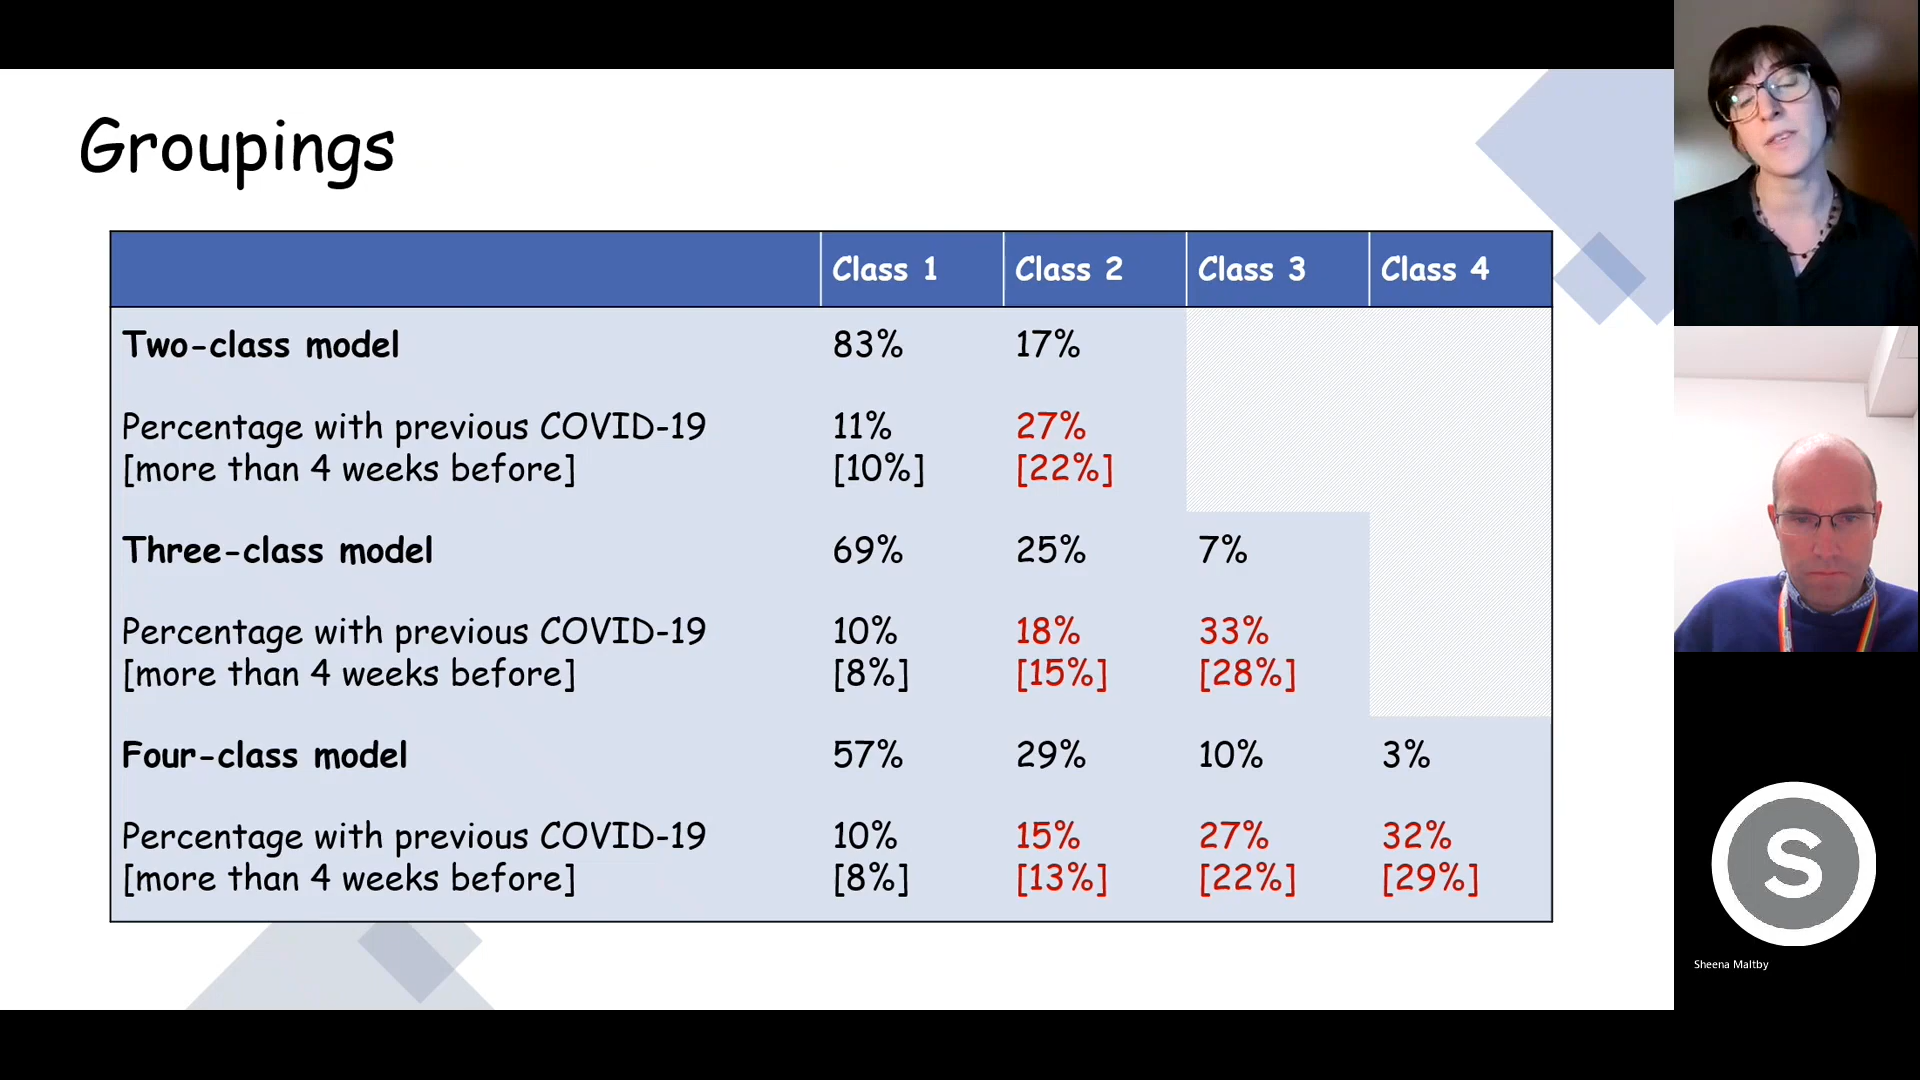 Groupings
Class 1 Class 2 Class 3 Class 4
Two-class model 83% 17%
Percentage with previous COVID-19 11% 27%
[more than 4 weeks before] [10%] [22%]
Three-class model 69% 25% 7%
Percentage with previous COVID-19 10% 18% 33%
[more than 4 weeks before] [8%] [15%] [28%]
Four-class model 57% 29% 10% 3%
Percentage with previous COVID-19 10% 15% 27% 32%
[more than 4 weeks before] [8%] [13%] [22%] [29%]
S
Sheena Maltby